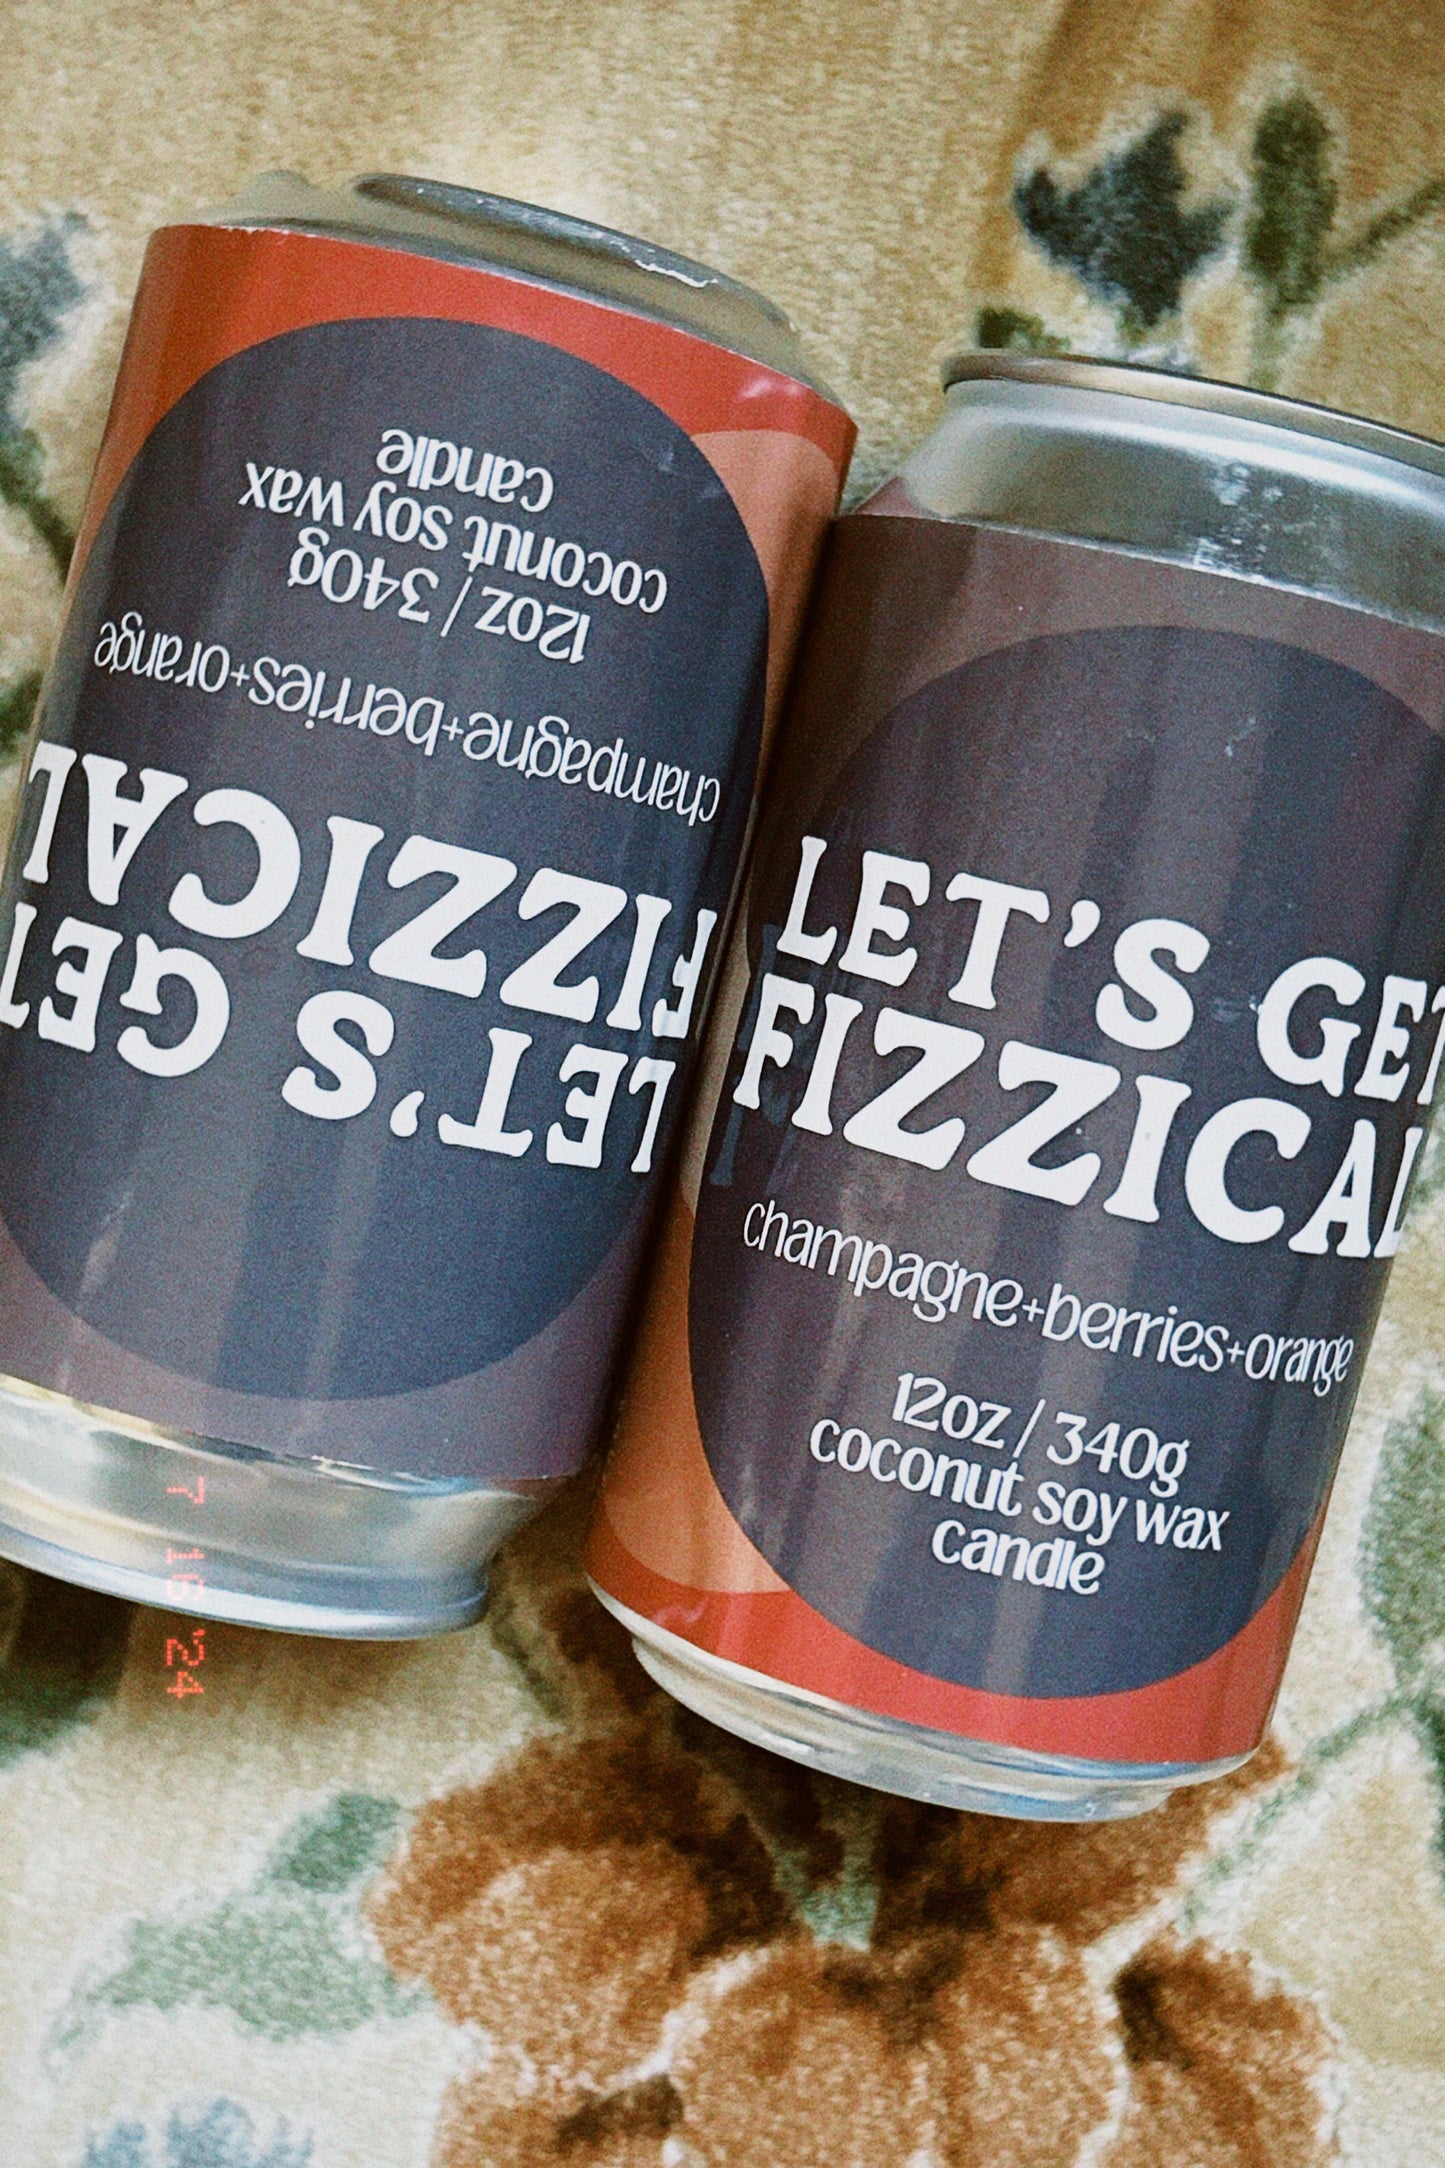 LET'S GET
FIZZICAL
champagne+berries+orange
12oz / 340g
coconut soy wax
candle
LET'S GET
FIZZICAL
champagne+berries+orange
12oz / 340g
coconut soy wax
candle
7 16 '24